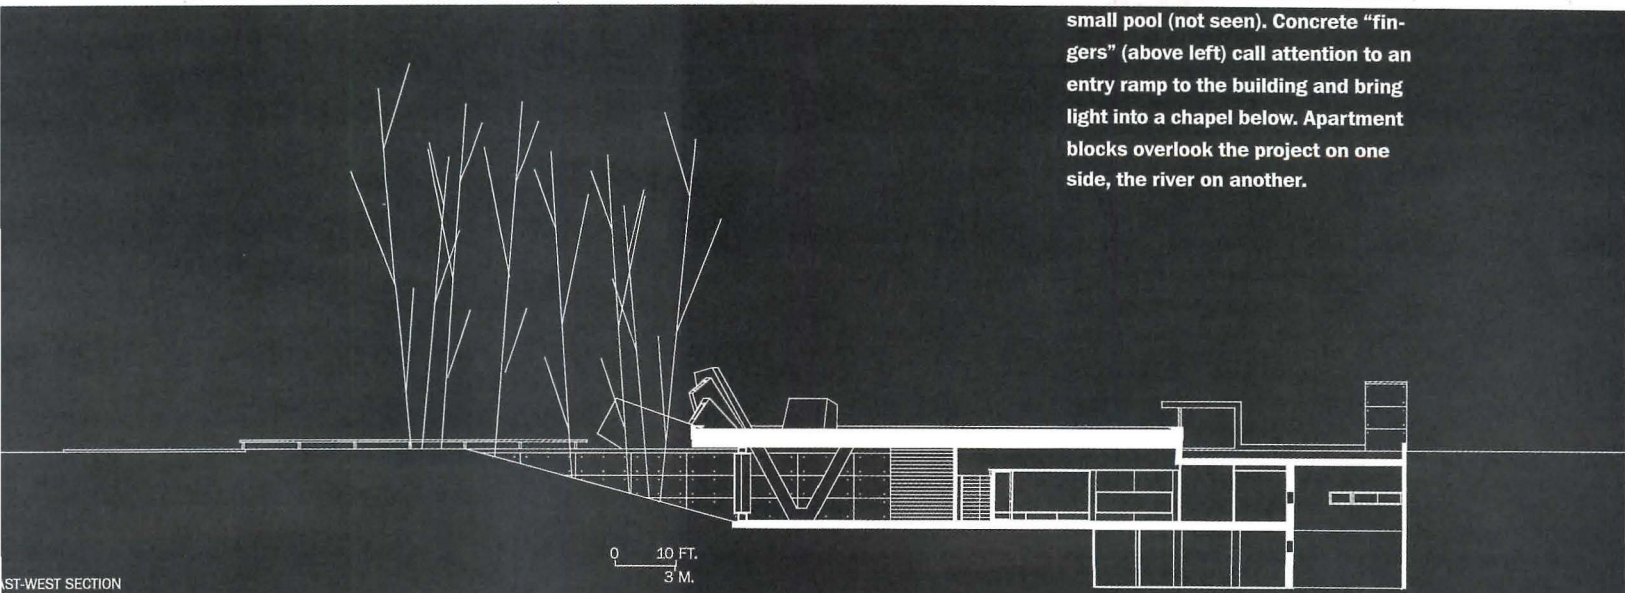 small pool (not seen). Concrete “fin-
gers” (above left) call attention to an
entry ramp to the building and bring
light into a chapel below. Apartment
blocks overlook the project on one
side, the river on another.
0 10 FT.
3 M.
AST-WEST SECTION